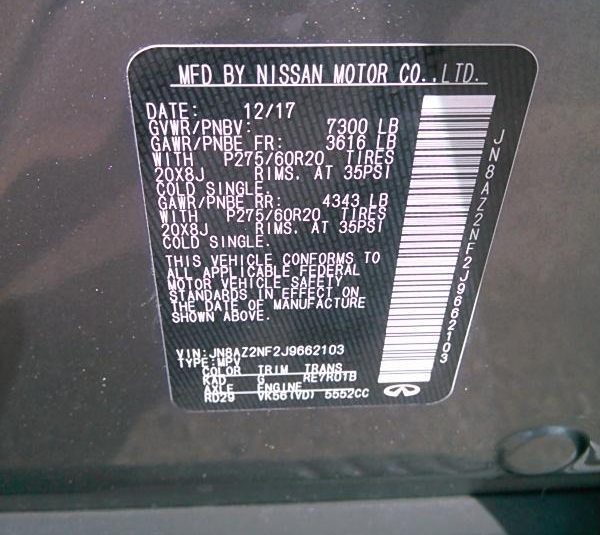 MFD BY NISSAN MOTOR CO.,LTD.
DATE: 12/17
GVWR/PNBV: 7300 LB
GAWR/PNBE FR: 3616 LB
WITH P275/60R20 TIRES
20X8J RIMS. AT 35PSI
COLD SINGLE.
GAWR/PNBE RR: 4343 LB
WITH P275/60R20 TIRES
20X8J RIMS. AT 35PSI
COLD SINGLE.
THIS VEHICLE CONFORMS TO
ALL APPLICABLE FEDERAL
MOTOR VEHICLE SAFETY
STANDARDS IN EFFECT ON
THE DATE OF MANUFACTURE
SHOWN ABOVE.
VIN:JN8AZ2NF2J9662103
TYPE:MPV
COLOR TRIM TRANS
KAD G RE7R01B
AXLE ENGINE
RD29 VK56(VD) 5552CC
JN8AZ2NF2J9662103